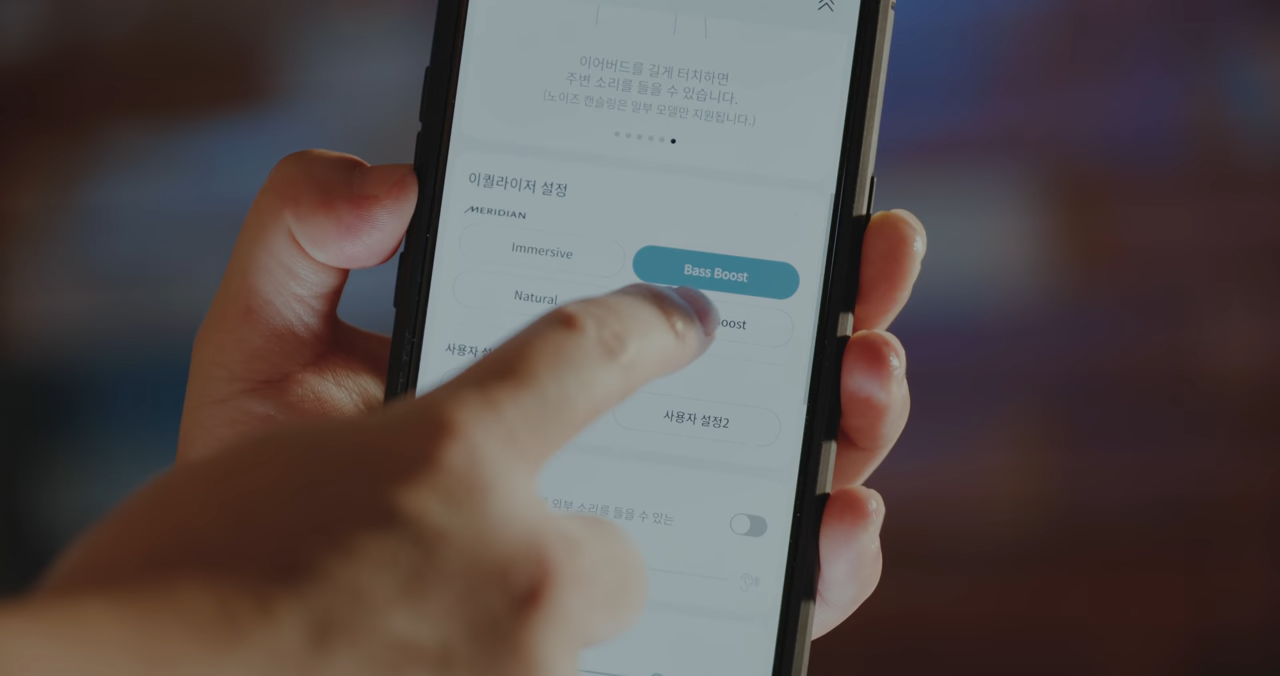 이어버드를 길게 터치하면
주변 소리를 들을 수 있습니다.
(노이즈 캔슬링은 일부 모델만 지원됩니다.)
이퀄라이저 설정
MERIDIAN
Immersive
Bass Boost
Natural
oost
사용자
사용자 설정2
외부 소리를 들을 수 있는